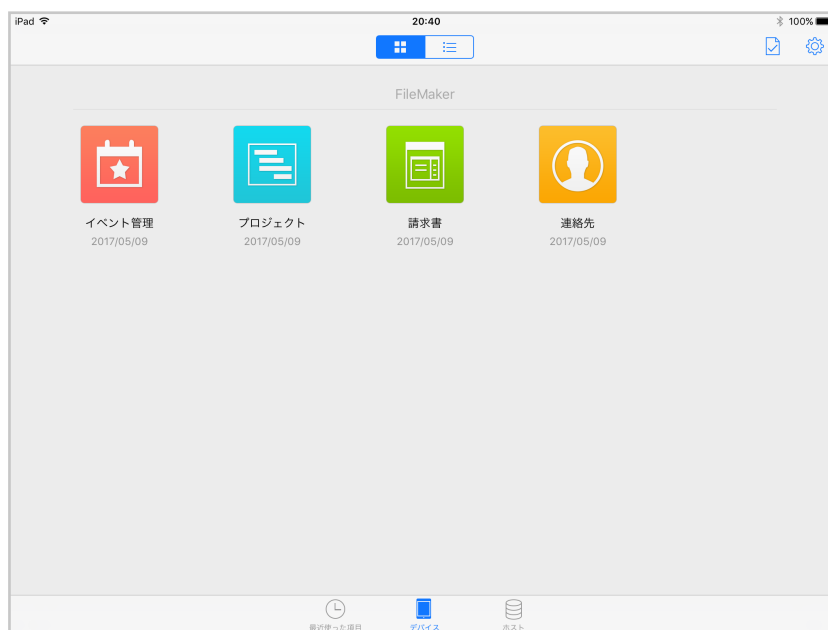 iPad 20:40 100%
FileMaker
イベント管理 プロジェクト 請求書 連絡先
2017/05/09 2017/05/09 2017/05/09 2017/05/09
最近使った項目 デバイス ホスト